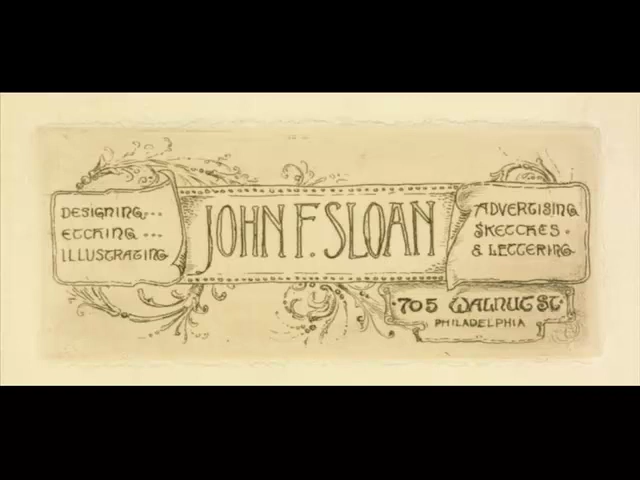 DESIGNING...
ETCHING ...
ILLUSTRATING
JOHN F. SLOAN
ADVERTISING
SKETCHES.
& LETTERING
·705 WALNUT ST·
PHILADELPHIA